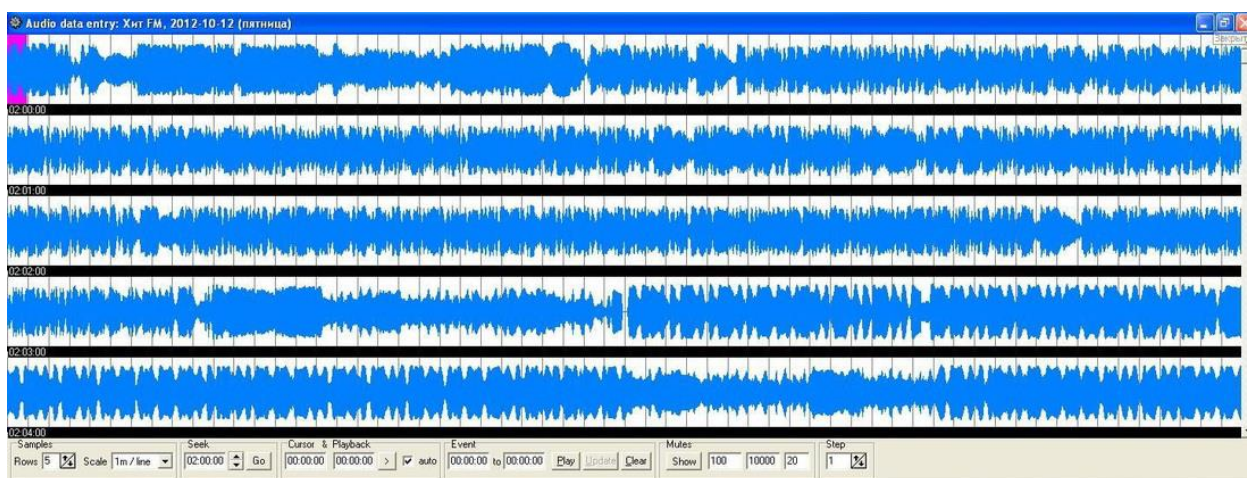 Audio data entry: Хит FM, 2012-10-12 (пятница)
Закрыть
02:00:00
02:01:00
02:02:00
02:03:00
02:04:00
Samples Seek Cursor & Playback Event Mutes Step
Rows 5 Scale 1m / line 02:00:00 Go 00:00:00 00:00:00 > auto 00:00:00 to 00:00:00 Play Update Clear Show 100 10000 20 1